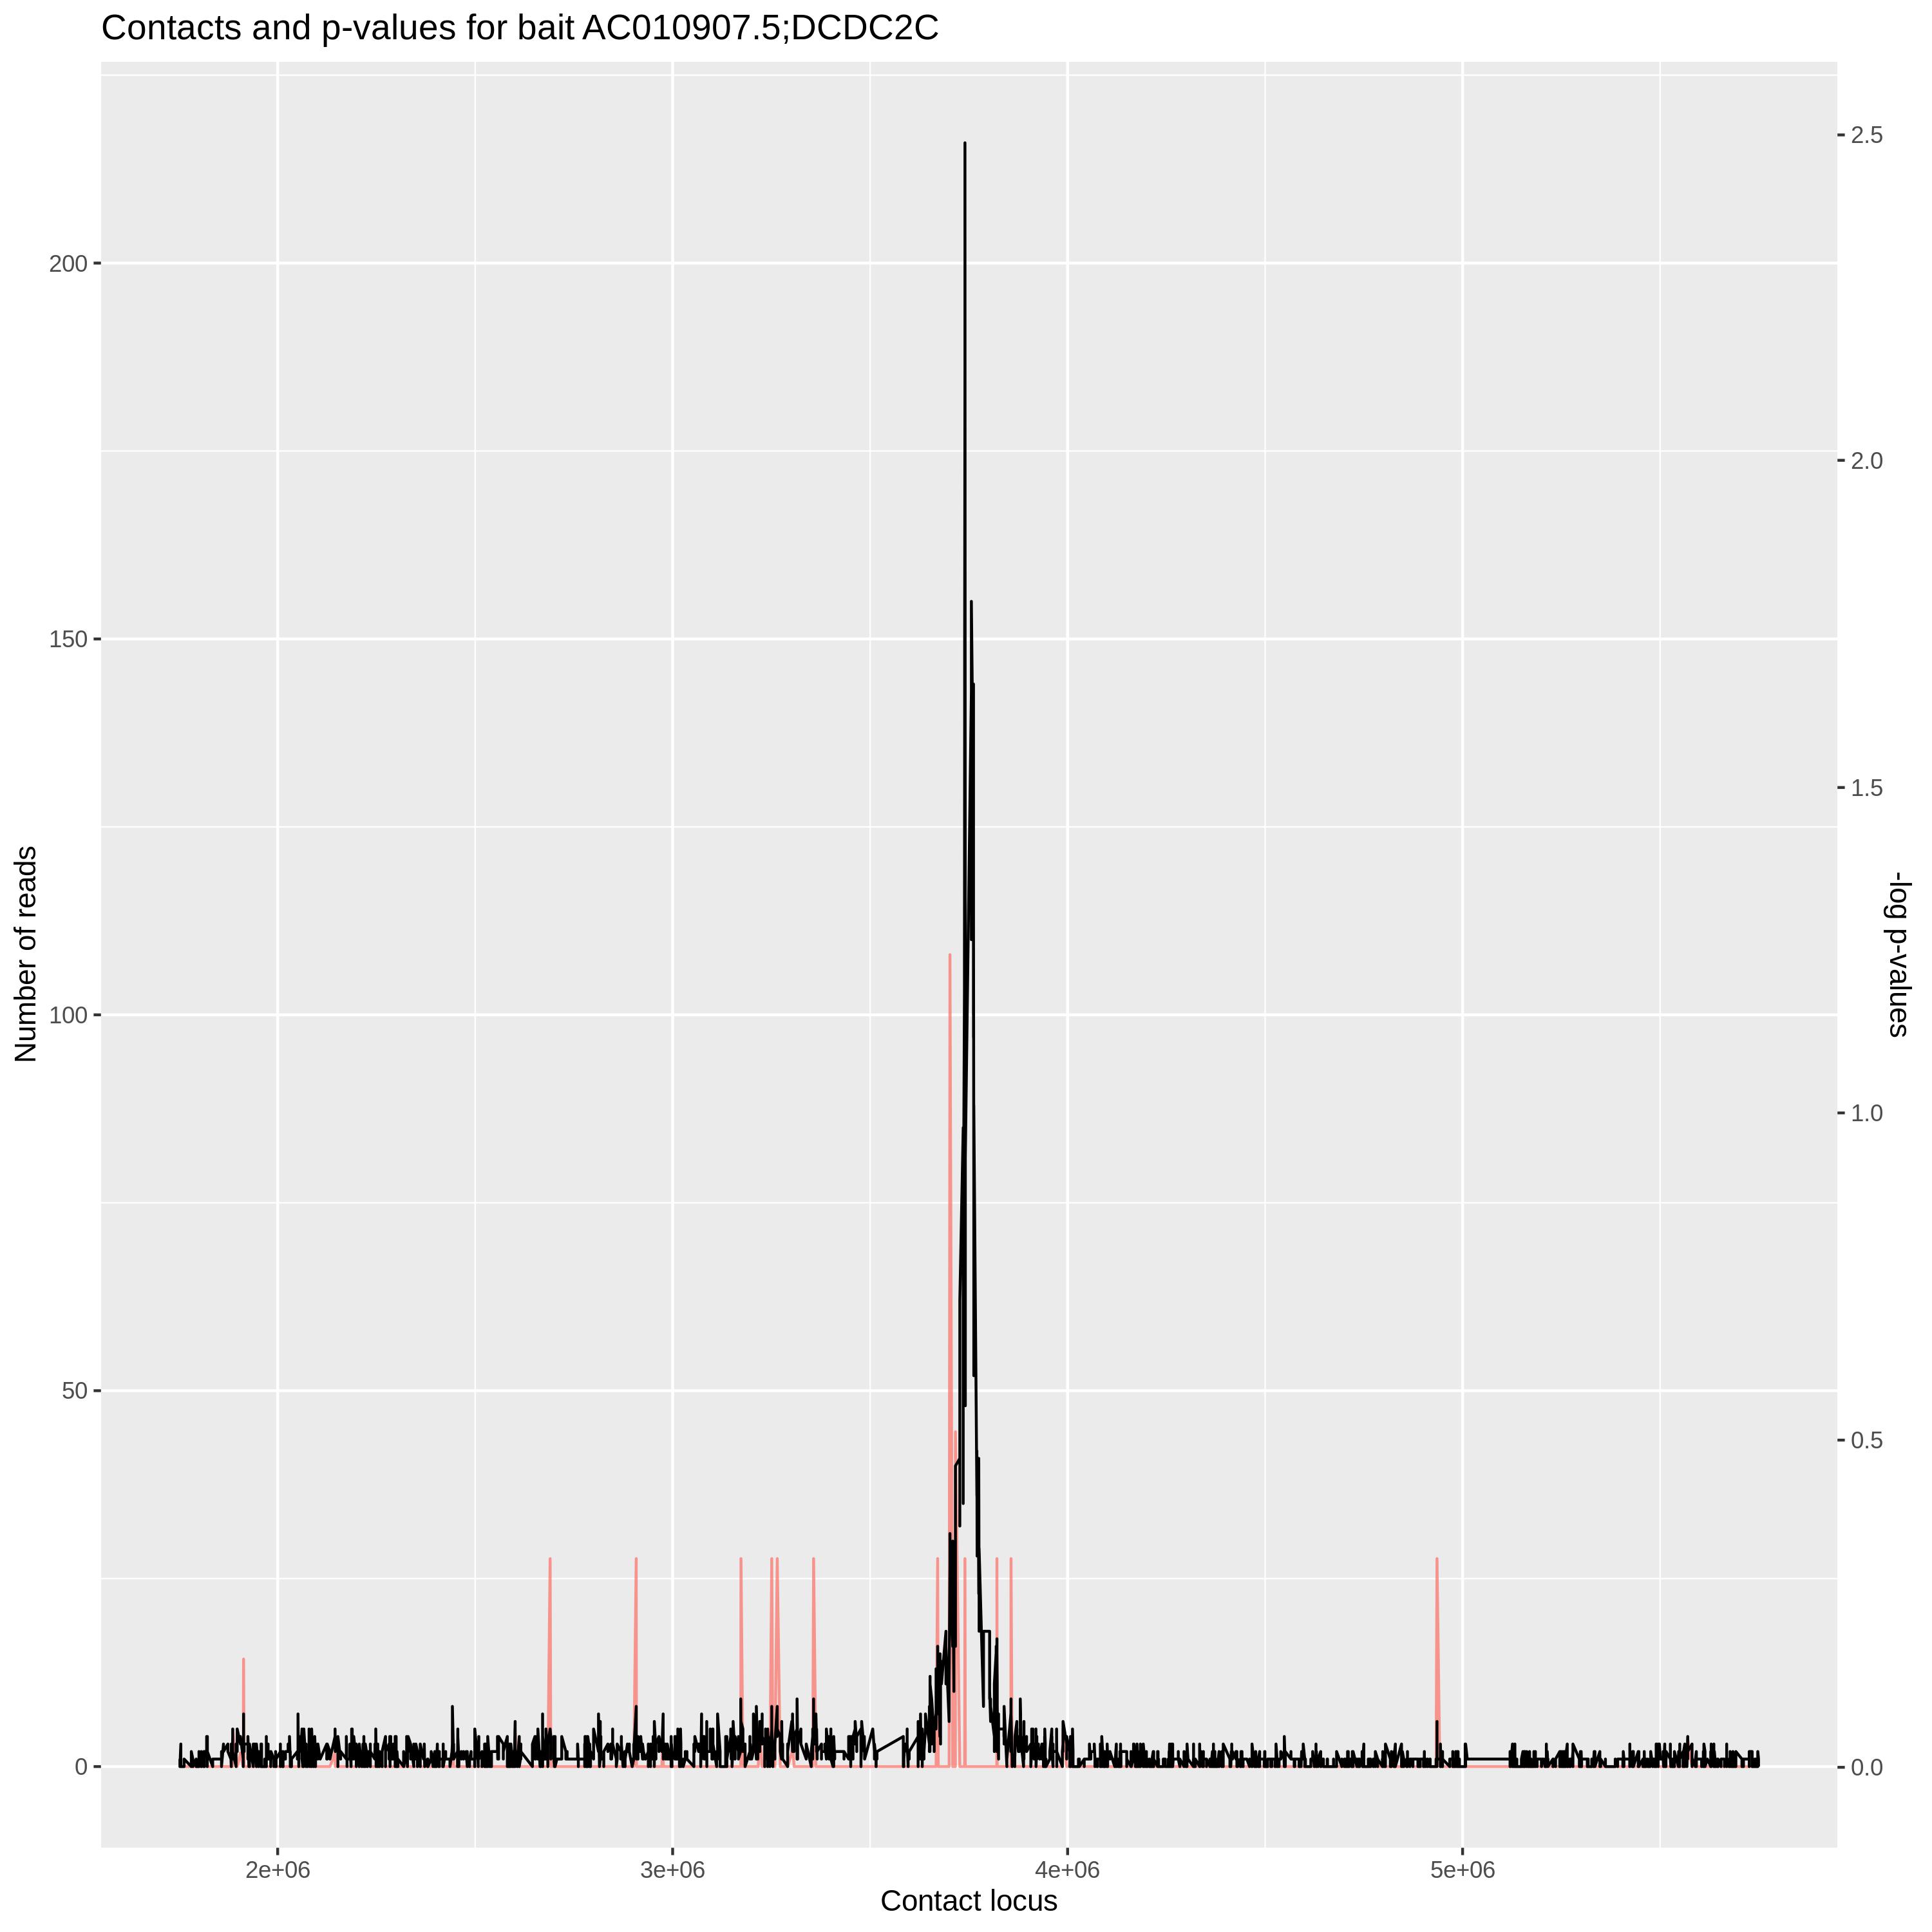 Contacts and p-values for bait AC010907.5;DCDC2C
Number of reads
200
150
100
50
0
2.5
2.0
1.5
1.0
0.5
0.0
-log p-values
2e+06
3e+06
4e+06
5e+06
Contact locus